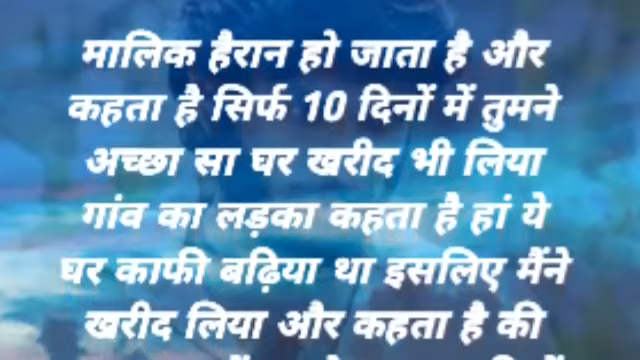 मालिक हैरान हो जाता है और
कहता है सिर्फ 10 दिनों में तुमने
अच्छा सा घर खरीद भी लिया
गांव का लड़का कहता है हां ये
घर काफी बढ़िया था इसलिए मैंने
खरीद लिया और कहता है की